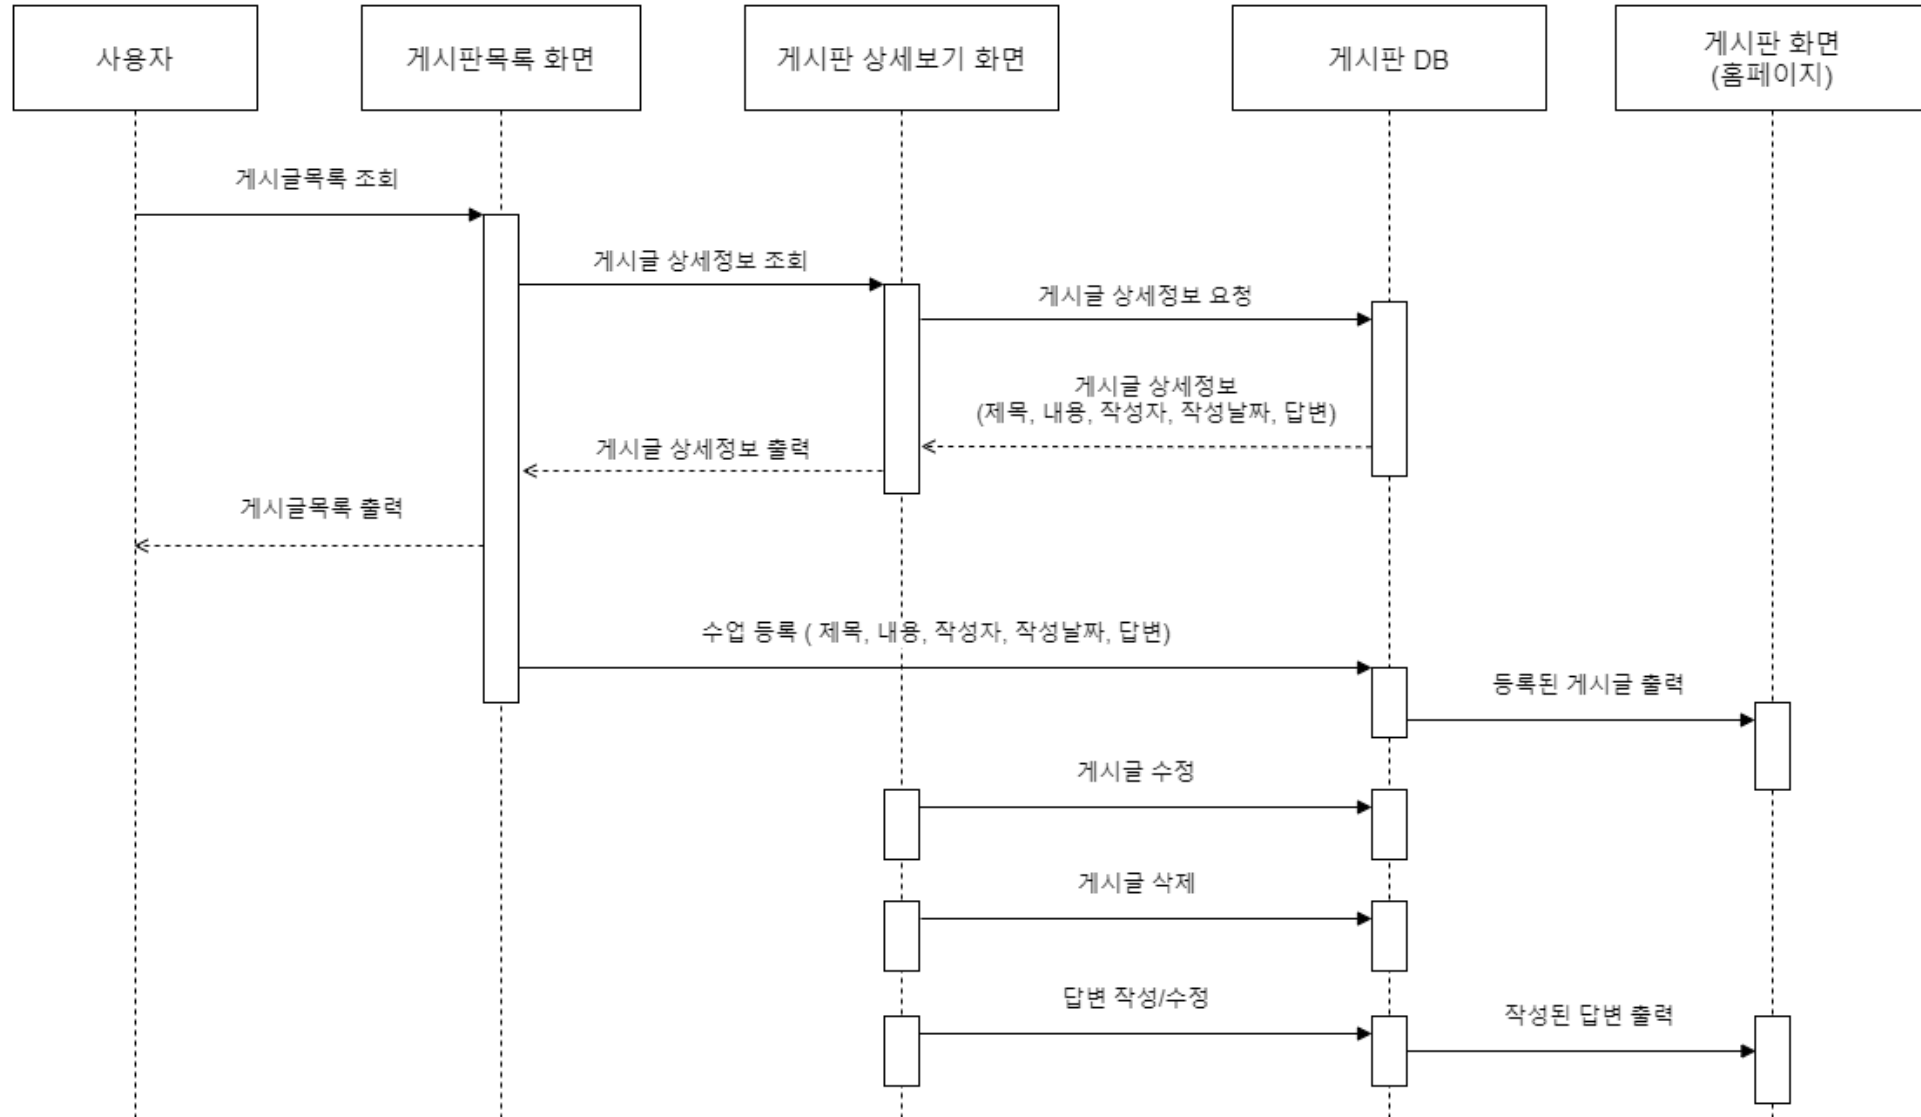 사용자
게시판목록 화면
게시판 상세보기 화면
게시판 DB
게시판 화면
(홈페이지)
게시글목록 조회
게시글 상세정보 조회
게시글 상세정보 요청
게시글 상세정보
(제목, 내용, 작성자, 작성날짜, 답변)
게시글 상세정보 출력
게시글목록 출력
수업 등록 ( 제목, 내용, 작성자, 작성날짜, 답변)
등록된 게시글 출력
게시글 수정
게시글 삭제
답변 작성/수정
작성된 답변 출력